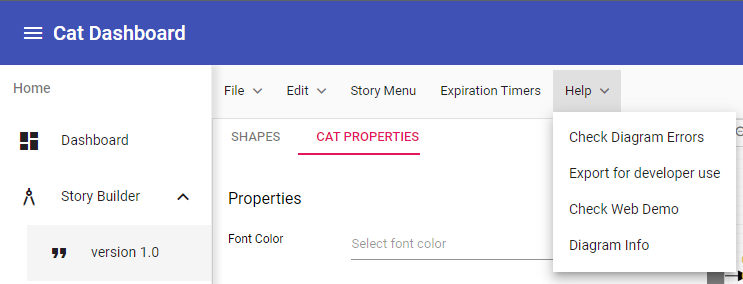 Cat Dashboard
Home
File Edit Story Menu Expiration Timers Help
Dashboard
Story Builder
version 1.0
SHAPES CAT PROPERTIES
Properties
Font Color Select font color
Check Diagram Errors
Export for developer use
Check Web Demo
Diagram Info